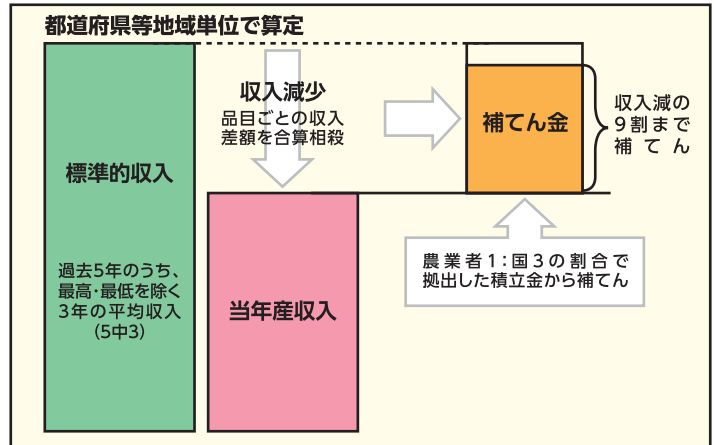 都道府県等地域単位で算定
標準的収入
過去5年のうち、
最高・最低を除く
3年の平均収入
(5中3)
収入減少
品目ごとの収入
差額を合算相殺
当年産収入
補てん金
収入減の
9割まで
補てん
農業者1：国3の割合で
拠出した積立金から補てん